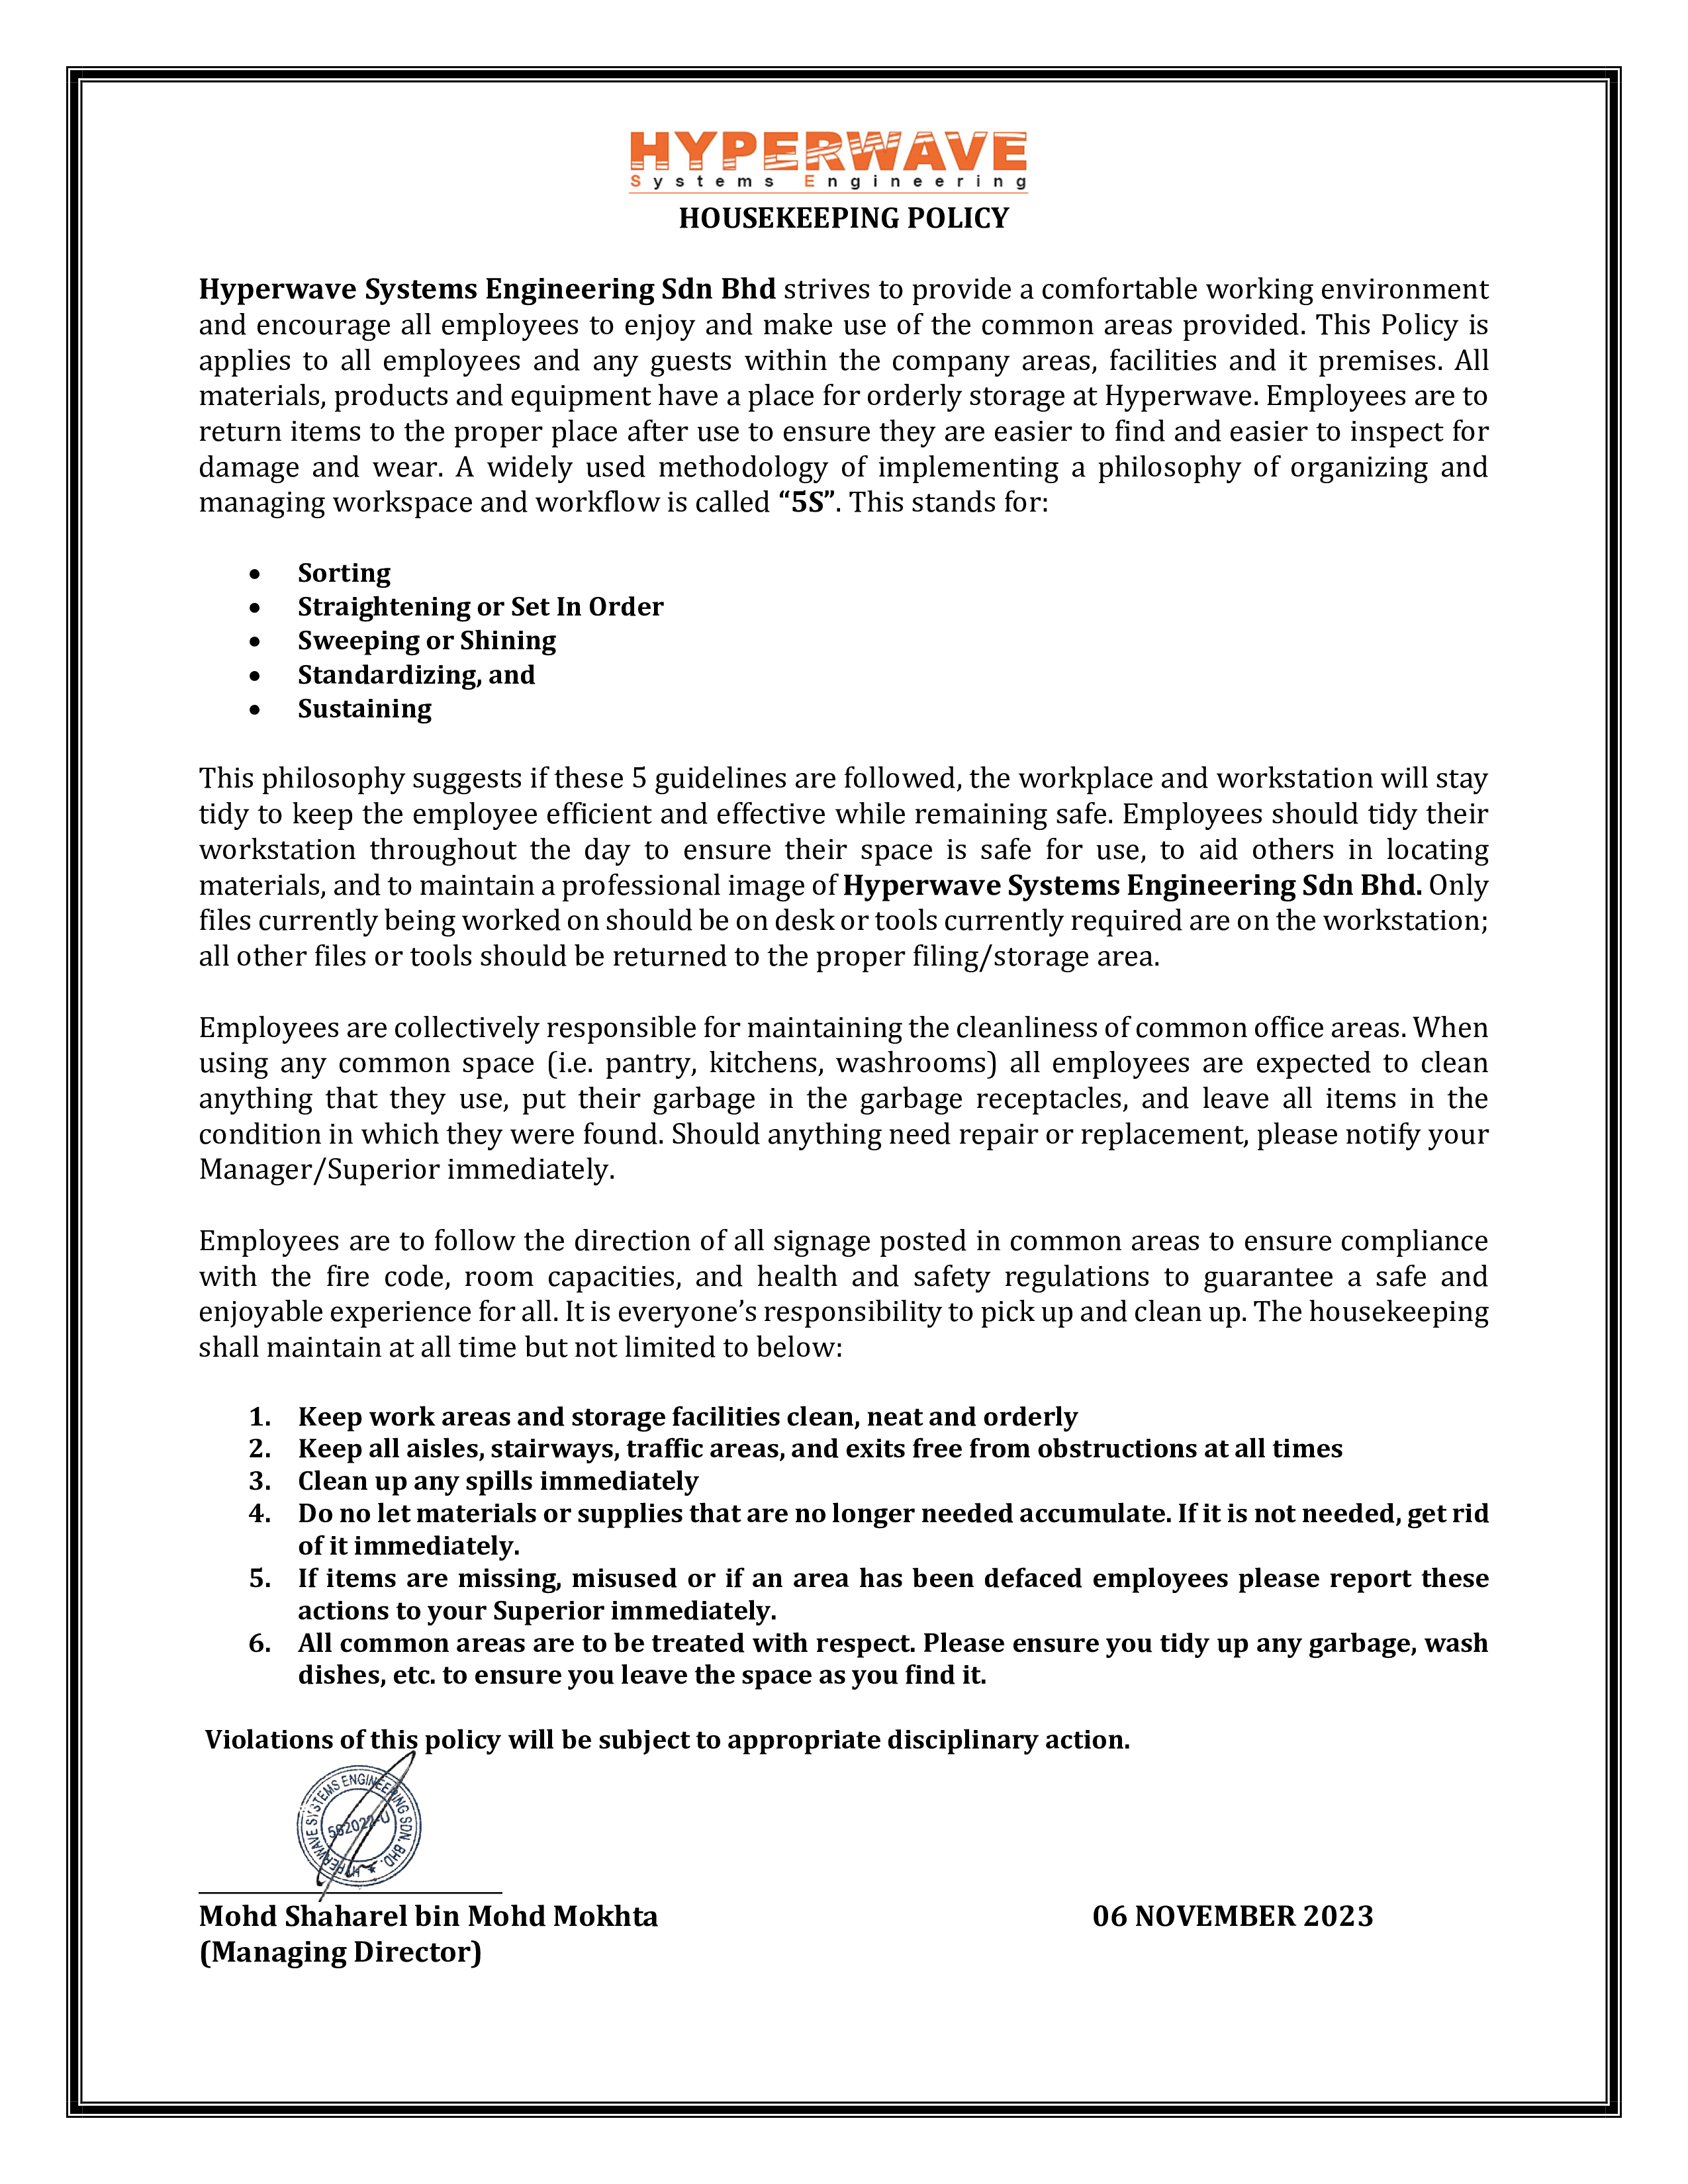 HYPERWAVE
Systems Engineering
HOUSEKEEPING POLICY
Hyperwave Systems Engineering Sdn Bhd strives to provide a comfortable working environment
and encourage all employees to enjoy and make use of the common areas provided. This Policy is
applies to all employees and any guests within the company areas, facilities and it premises. All
materials, products and equipment have a place for orderly storage at Hyperwave. Employees are to
return items to the proper place after use to ensure they are easier to find and easier to inspect for
damage and wear. A widely used methodology of implementing a philosophy of organizing and
managing workspace and workflow is called “5S”. This stands for:
• Sorting
• Straightening or Set In Order
• Sweeping or Shining
• Standardizing, and
• Sustaining
This philosophy suggests if these 5 guidelines are followed, the workplace and workstation will stay
tidy to keep the employee efficient and effective while remaining safe. Employees should tidy their
workstation throughout the day to ensure their space is safe for use, to aid others in locating
materials, and to maintain a professional image of Hyperwave Systems Engineering Sdn Bhd. Only
files currently being worked on should be on desk or tools currently required are on the workstation;
all other files or tools should be returned to the proper filing/storage area.
Employees are collectively responsible for maintaining the cleanliness of common office areas. When
using any common space (i.e. pantry, kitchens, washrooms) all employees are expected to clean
anything that they use, put their garbage in the garbage receptacles, and leave all items in the
condition in which they were found. Should anything need repair or replacement, please notify your
Manager/Superior immediately.
Employees are to follow the direction of all signage posted in common areas to ensure compliance
with the fire code, room capacities, and health and safety regulations to guarantee a safe and
enjoyable experience for all. It is everyone’s responsibility to pick up and clean up. The housekeeping
shall maintain at all time but not limited to below:
1. Keep work areas and storage facilities clean, neat and orderly
2. Keep all aisles, stairways, traffic areas, and exits free from obstructions at all times
3. Clean up any spills immediately
4. Do no let materials or supplies that are no longer needed accumulate. If it is not needed, get rid
of it immediately.
5. If items are missing, misused or if an area has been defaced employees please report these
actions to your Superior immediately.
6. All common areas are to be treated with respect. Please ensure you tidy up any garbage, wash
dishes, etc. to ensure you leave the space as you find it.
Violations of this policy will be subject to appropriate disciplinary action.
HYPERWAVE SYSTEMS ENGINEERING SDN. BHD.
582022-U
Mohd Shaharel bin Mohd Mokhta 06 NOVEMBER 2023
(Managing Director)